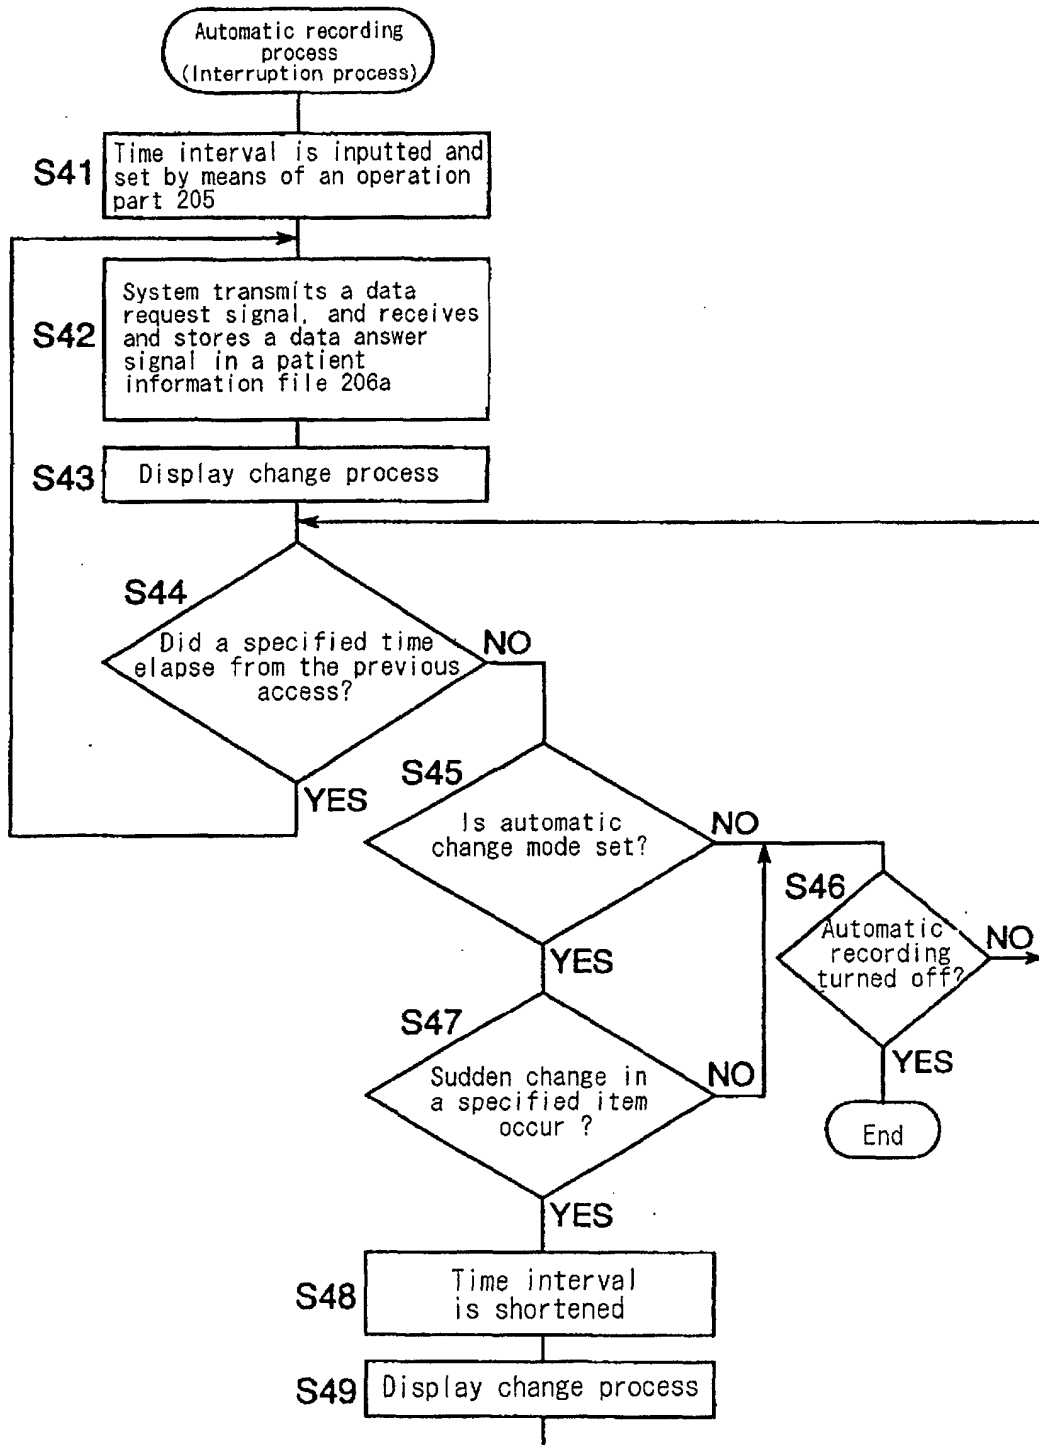 Automatic recording
process
(Interruption process)
S41
Time interval is inputted and
set by means of an operation
part 205
S42
System transmits a data
request signal, and receives
and stores a data answer
signal in a patient
information file 206a
S43
Display change process
S44
Did a specified time
elapse from the previous
access?
NO
YES
S45
Is automatic
change mode set?
NO
YES
S46
Automatic
recording
turned off?
NO
YES
End
S47
Sudden change in
a specified item
occur ?
NO
YES
S48
Time interval
is shortened
S49
Display change process